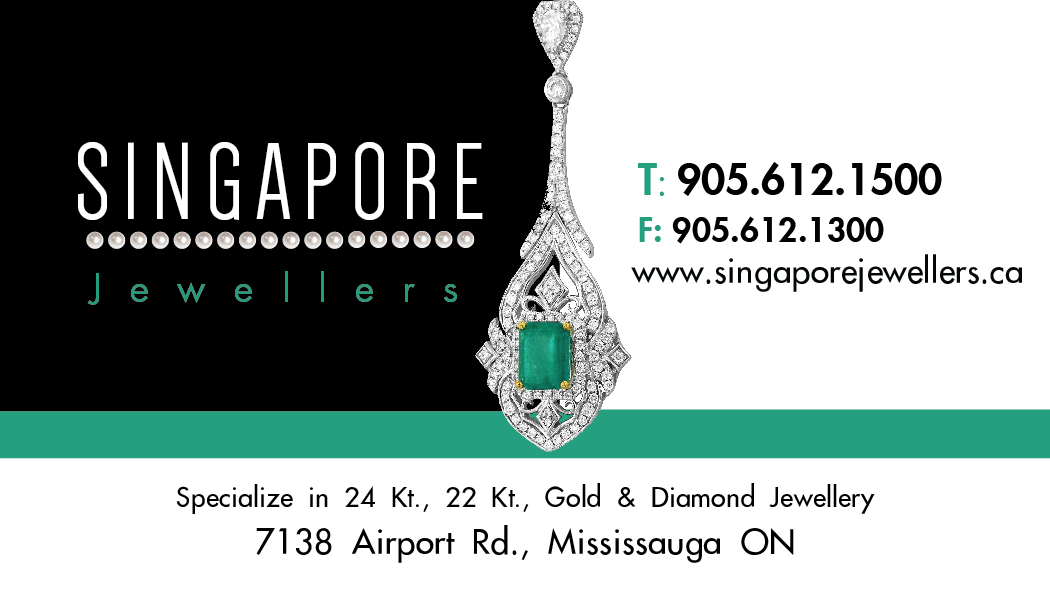 SINGAPORE
Jewellers
T: 905.612.1500
F: 905.612.1300
www.singaporejewellers.ca
Specialize in 24 Kt., 22 Kt., Gold & Diamond Jewellery
7138 Airport Rd., Mississauga ON